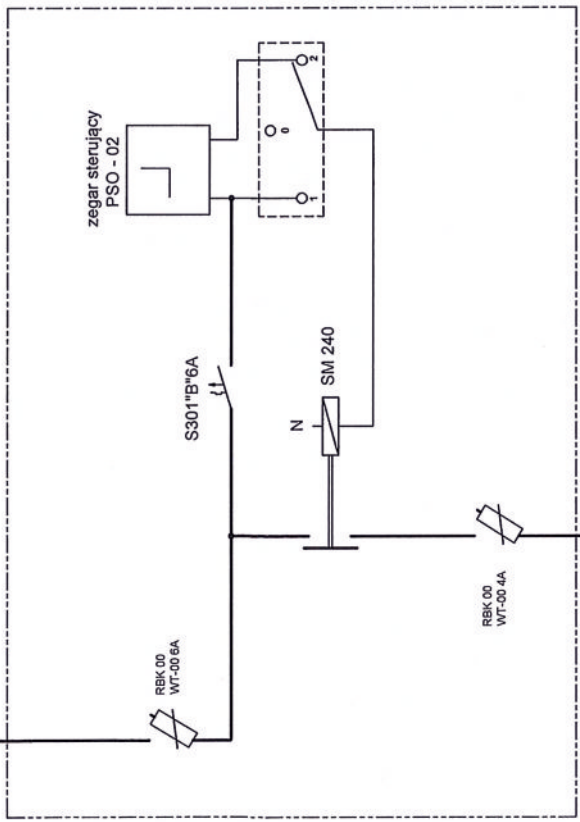 zegar sterujący
PSO - 02
2
0
1
S301"B"6A
SM 240
N
RBK 00
WT-00 6A
RBK 00
WT-00 4A